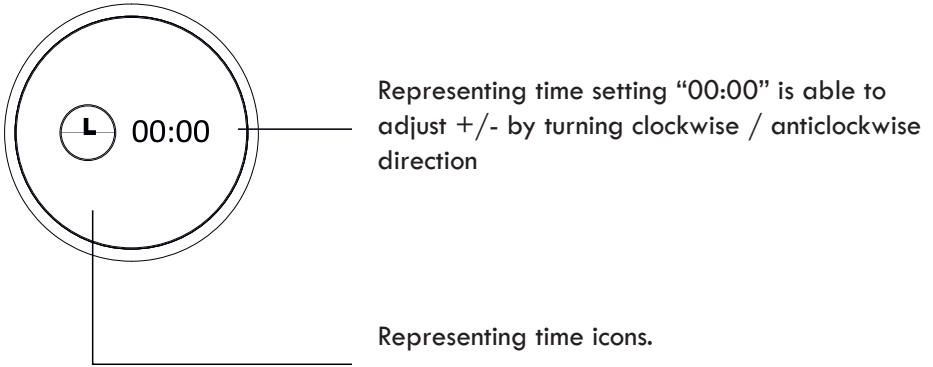 00:00
Representing time setting “00:00” is able to
adjust +/- by turning clockwise / anticlockwise
direction
Representing time icons.